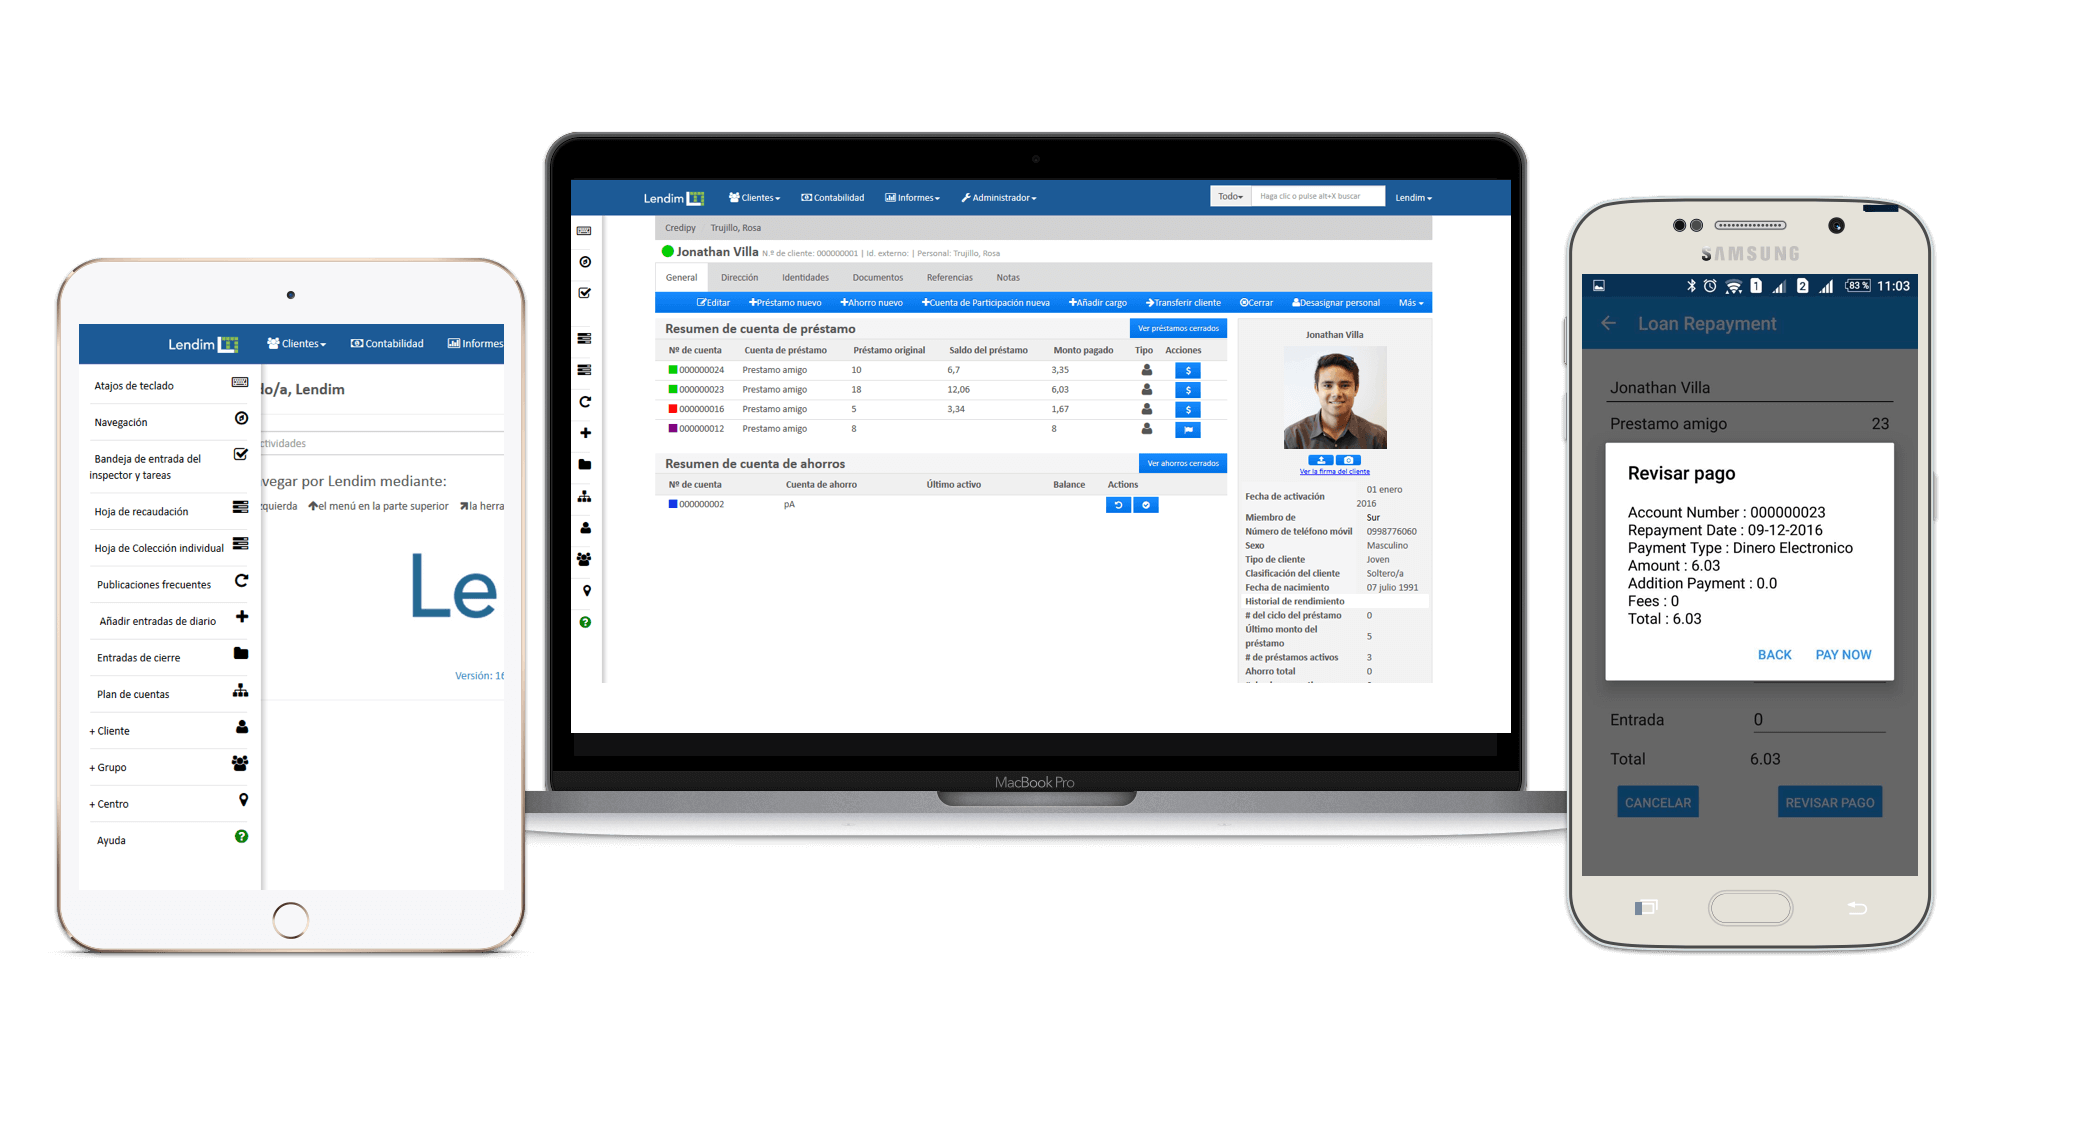 Lendim
Clientes
Contabilidad
Informes
Atajos de teclado
Navegación
Bandeja de entrada del
inspector y tareas
Hoja de recaudación
Hoja de Colección individual
Publicaciones frecuentes
Añadir entradas de diario
Entradas de cierre
Plan de cuentas
+ Cliente
+ Grupo
+ Centro
Ayuda
do/a, Lendim
ctividades
vegar por Lendim mediante:
zquierda el menú en la parte superior la herra
Le
Versión: 16
Lendim Clientes Contabilidad Informes Administrador Todo Haga clic o pulse alt+X buscar Lendim
Credipy Trujillo, Rosa
Jonathan Villa N.º de cliente: 000000001 | Id. externo: | Personal: Trujillo, Rosa
General Dirección Identidades Documentos Referencias Notas
Editar +Préstamo nuevo +Ahorro nuevo +Cuenta de Participación nueva +Añadir cargo Transferir cliente Cerrar Desasignar personal Más
Resumen de cuenta de préstamo Ver préstamos cerrados
Nº de cuenta Cuenta de préstamo Préstamo original Saldo del préstamo Monto pagado Tipo Acciones
000000024 Prestamo amigo 10 6,7 3,35 $
000000023 Prestamo amigo 18 12,06 6,03 $
000000016 Prestamo amigo 5 3,34 1,67 $
000000012 Prestamo amigo 8 8
Resumen de cuenta de ahorros Ver ahorros cerrados
Nº de cuenta Cuenta de ahorro Último activo Balance Actions
000000002 pA
Jonathan Villa
Ver la firma del cliente
Fecha de activación 01 enero
2016
Miembro de Sur
Número de teléfono móvil 0998776060
Sexo Masculino
Tipo de cliente Joven
Clasificación del cliente Soltero/a
Fecha de nacimiento 07 julio 1991
Historial de rendimiento
# del ciclo del préstamo 0
Último monto del
préstamo 5
# de préstamos activos 3
Ahorro total 0
MacBook Pro
SAMSUNG
1 2 83 % 11:03
Loan Repayment
Jonathan Villa
Prestamo amigo 23
Revisar pago
Account Number : 000000023
Repayment Date : 09-12-2016
Payment Type : Dinero Electronico
Amount : 6.03
Addition Payment : 0.0
Fees : 0
Total : 6.03
BACK PAY NOW
Entrada 0
Total 6.03
CANCELAR REVISAR PAGO